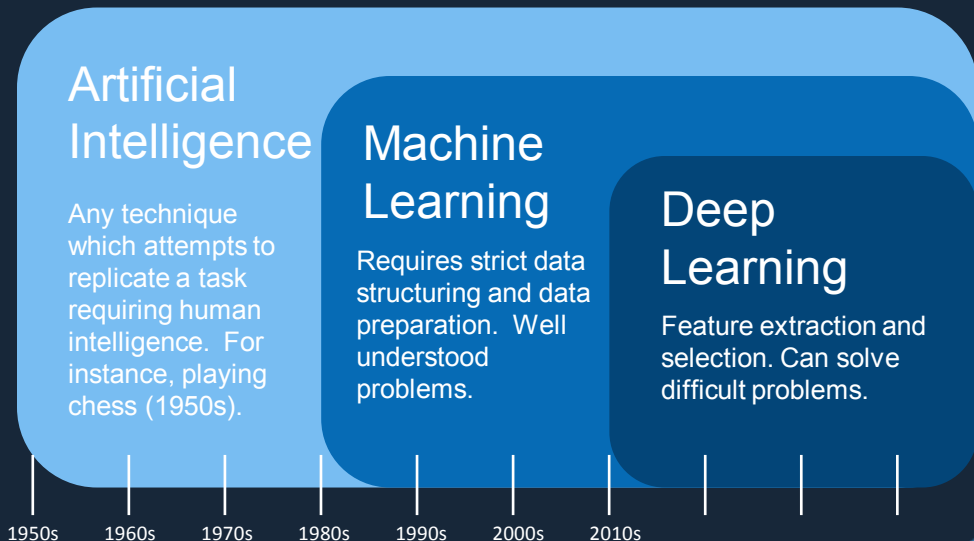 Artificial
Intelligence
Any technique
which attempts to
replicate a task
requiring human
intelligence.  For
instance, playing
chess (1950s).
Machine
Learning
Requires strict data
structuring and data
preparation.  Well
understood
problems.
Deep
Learning
Feature extraction and
selection. Can solve
difficult problems.
1950s 1960s 1970s 1980s 1990s 2000s 2010s